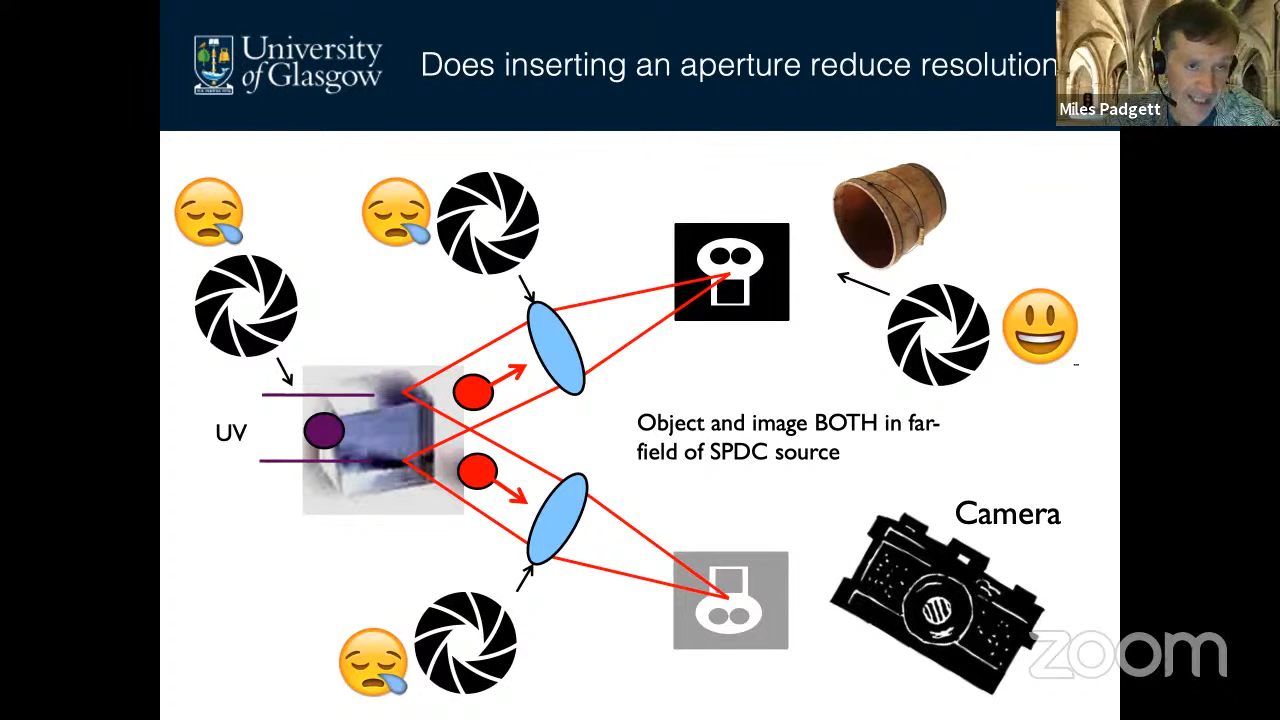 University
of Glasgow
Does inserting an aperture reduce resolution
Miles Padgett
UV
Object and image BOTH in far-
field of SPDC source
Camera
zoom